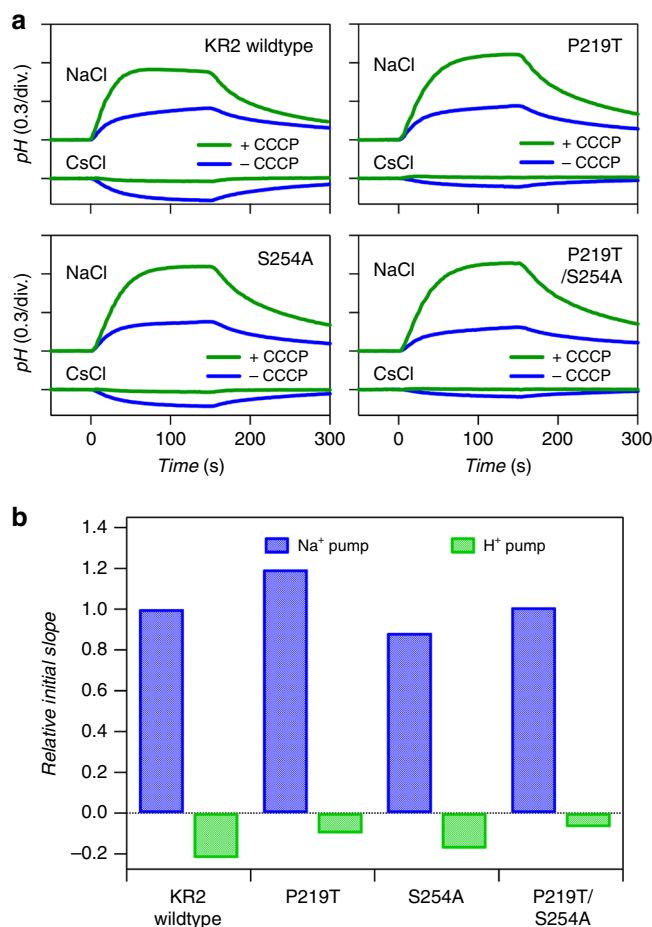 a
KR2 wildtype
NaCl
+ CCCP
– CCCP
CsCl
pH (0.3/div.)
P219T
NaCl
+ CCCP
– CCCP
CsCl
S254A
NaCl
+ CCCP
– CCCP
CsCl
pH (0.3/div.)
0 100 200 300
Time (s)
P219T
/S254A
NaCl
+ CCCP
– CCCP
CsCl
0 100 200 300
Time (s)
b
Na+ pump H+ pump
Relative initial slope
1.4
1.2
1.0
0.8
0.6
0.4
0.2
0.0
–0.2
KR2 P219T S254A P219T/
wildtype S254A